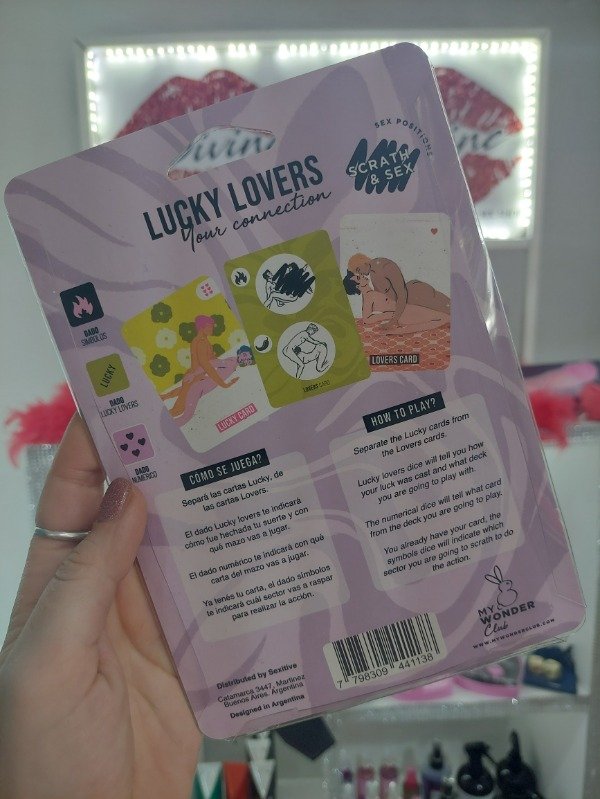 SEX POSITIONS
SCRATH
& SEX
LUCKY LOVERS
Your connection
DADO
SIMBOLOS
LUCKY
DADO
LUCKY LOVERS
DADO
NUMERICO
LUCKY CARD
LOVERS CARD
CÓMO SE JUEGA?
Separá las cartas Lucky, de
las cartas Lovers.
El dado Lucky lovers te indicará
cómo fue hechada tu suerte y con
qué mazo vas a jugar.
El dado numérico te indicará con qué
carta del mazo vas a jugar.
Ya tenés tu carta, el dado símbolos
te indicará cuál sector vas a raspar
para realizar la acción.
HOW TO PLAY?
Separate the Lucky cards from
the Lovers cards.
Lucky lovers dice will tell you how
your luck was cast and what deck
you are going to play with.
The numerical dice will tell what card
from the deck you are going to play.
You already have your card, the
symbols dice will indicate which
sector you are going to scrath to do
the action.
MY
WONDER
Club
WWW.MYWONDERCLUB.COM
Distributed by Sexitive
Catamarca 3447, Martinez
Buenos Aires. Argentina
Designed in Argentina
7 798309 441138